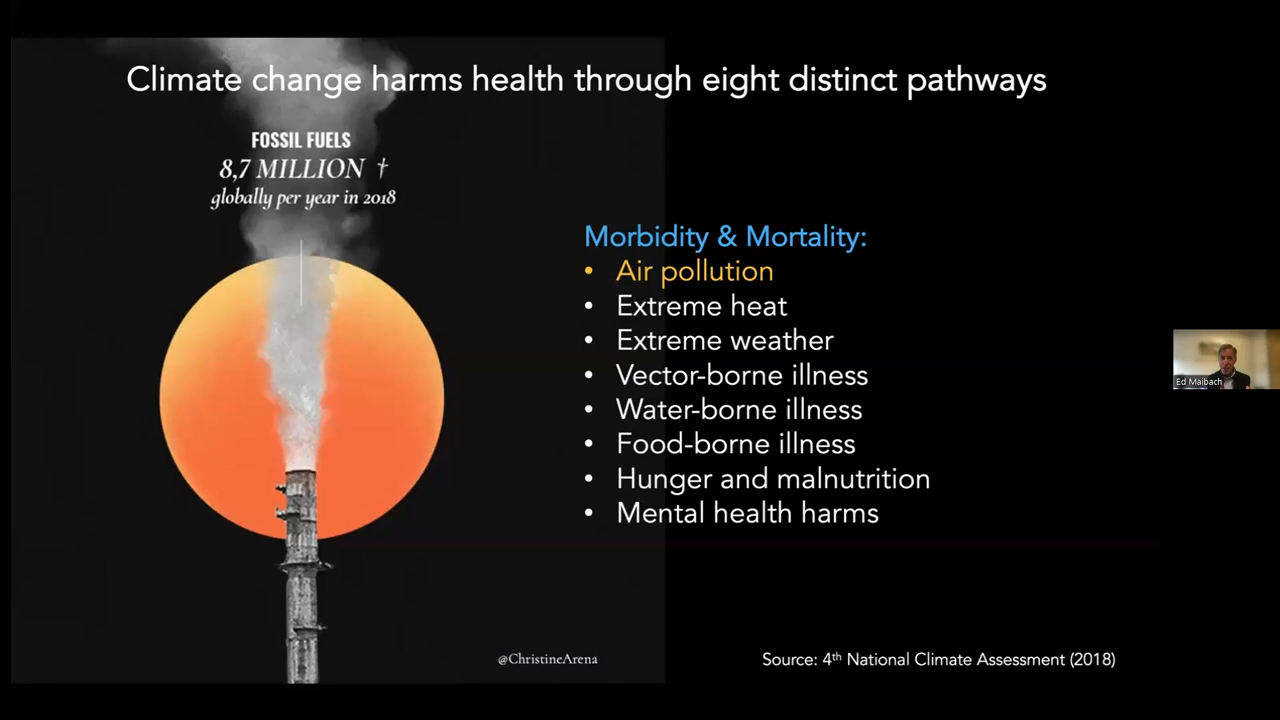 Climate change harms health through eight distinct pathways
FOSSIL FUELS
8,7 MILLION †
globally per year in 2018
Morbidity & Mortality:
• Air pollution
• Extreme heat
• Extreme weather
• Vector-borne illness
• Water-borne illness
• Food-borne illness
• Hunger and malnutrition
• Mental health harms
Ed Maibach
@ChristineArena
Source: 4th National Climate Assessment (2018)